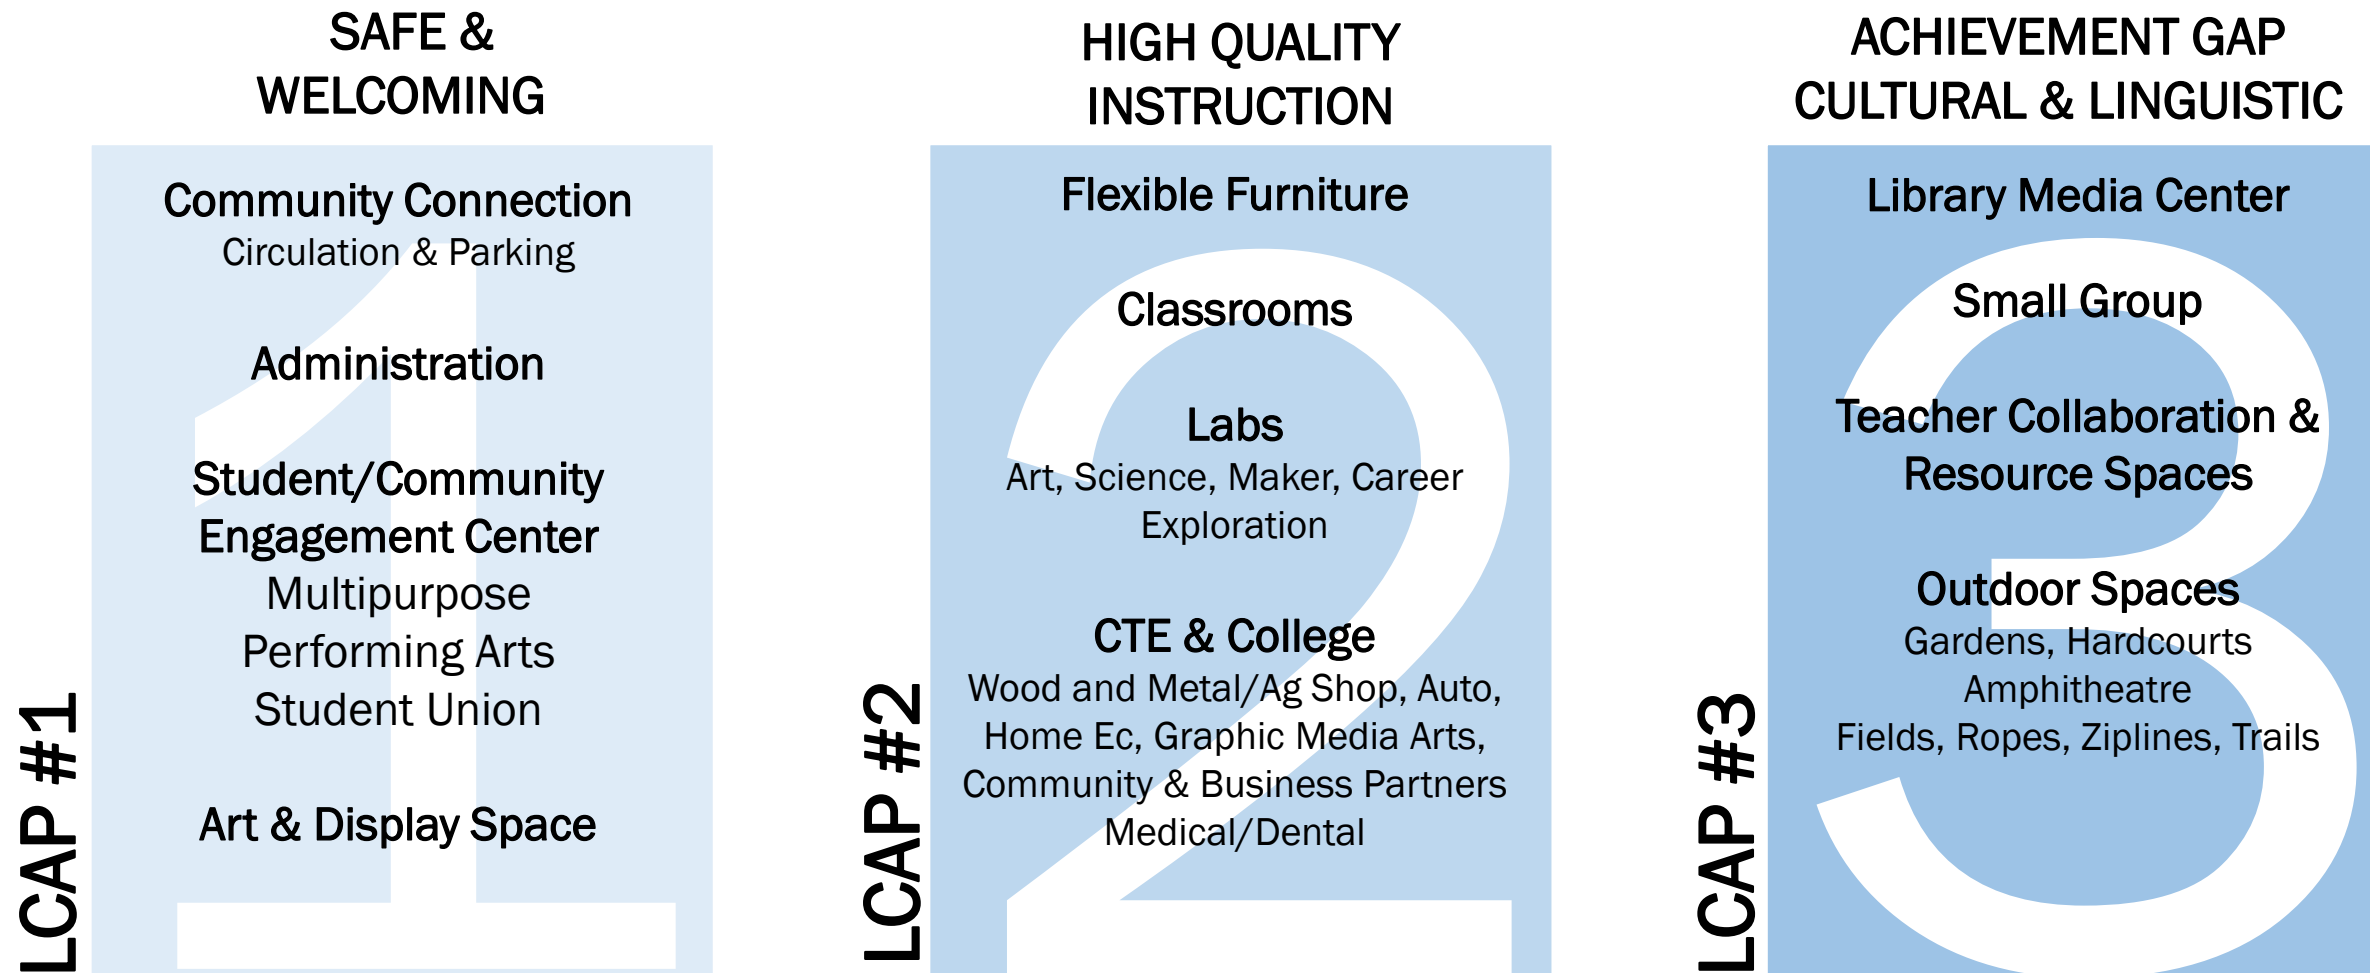 SAFE &
WELCOMING
LCAP #1
1
Community Connection
Circulation & Parking
Administration
Student/Community
Engagement Center
Multipurpose
Performing Arts
Student Union
Art & Display Space
HIGH QUALITY
INSTRUCTION
LCAP #2
2
Flexible Furniture
Classrooms
Labs
Art, Science, Maker, Career
Exploration
CTE & College
Wood and Metal/Ag Shop, Auto,
Home Ec, Graphic Media Arts,
Community & Business Partners
Medical/Dental
ACHIEVEMENT GAP
CULTURAL & LINGUISTIC
LCAP #3
3
Library Media Center
Small Group
Teacher Collaboration &
Resource Spaces
Outdoor Spaces
Gardens, Hardcourts
Amphitheatre
Fields, Ropes, Ziplines, Trails